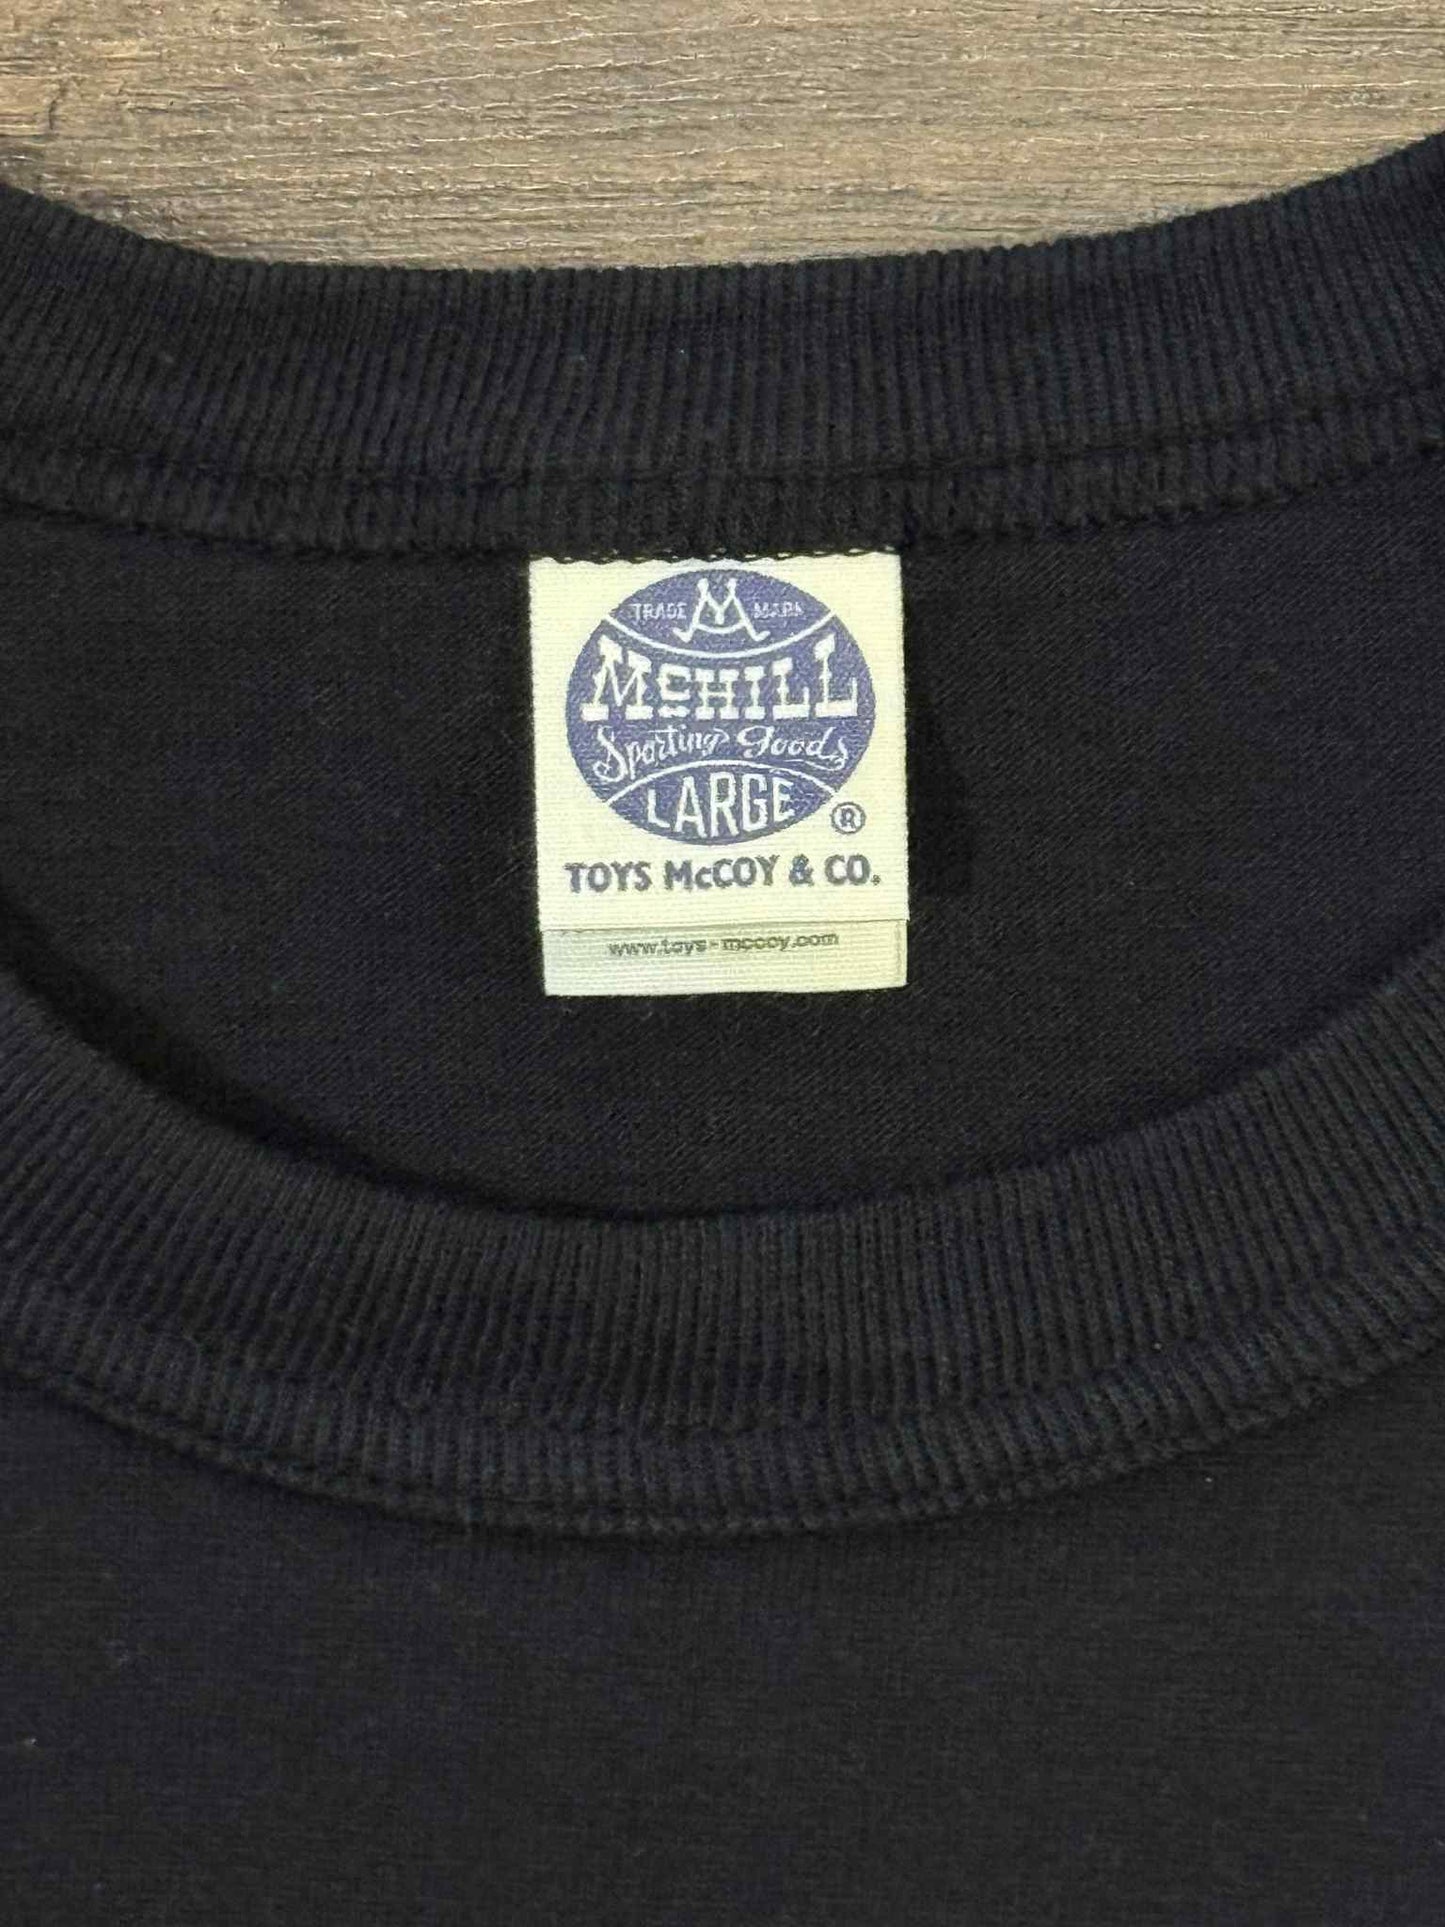 TRADE M MARK
McHILL
Sporting Goods
LARGE ®
TOYS McCOY & CO.
www.toys-mccoy.com